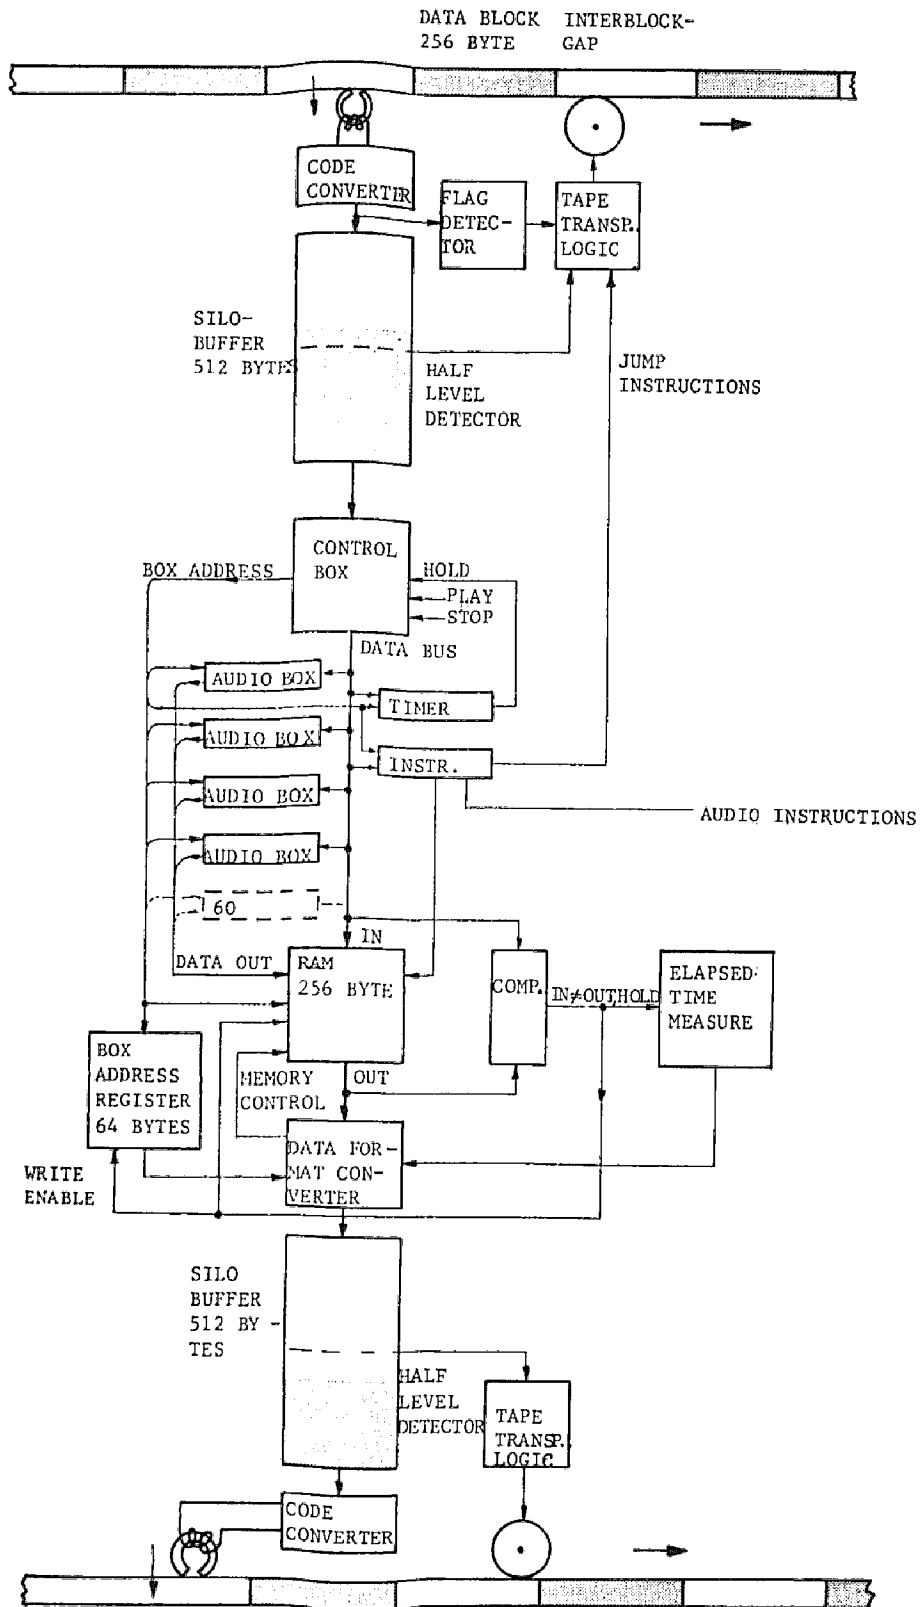 DATA BLOCK INTERBLOCK-
256 BYTE GAP
CODE
CONVERTER
FLAG
DETEC-
TOR
TAPE
TRANSP.
LOGIC
SILO-
BUFFER
512 BYTES
HALF
LEVEL
DETECTOR
JUMP
INSTRUCTIONS
CONTROL
BOX
BOX ADDRESS
HOLD
PLAY
STOP
DATA BUS
AUDIO BOX
TIMER
AUDIO BOX
INSTR.
AUDIO BOX
AUDIO INSTRUCTIONS
AUDIO BOX
60
IN
DATA OUT
RAM
256 BYTE
COMP.
IN≠OUT,HOLD
ELAPSED
TIME
MEASURE
BOX
ADDRESS
REGISTER
64 BYTES
MEMORY
CONTROL
OUT
DATA FOR-
MAT CON-
VERTER
WRITE
ENABLE
SILO
BUFFER
512 BY -
TES
HALF
LEVEL
DETECTOR
TAPE
TRANSP.
LOGIC
CODE
CONVERTER